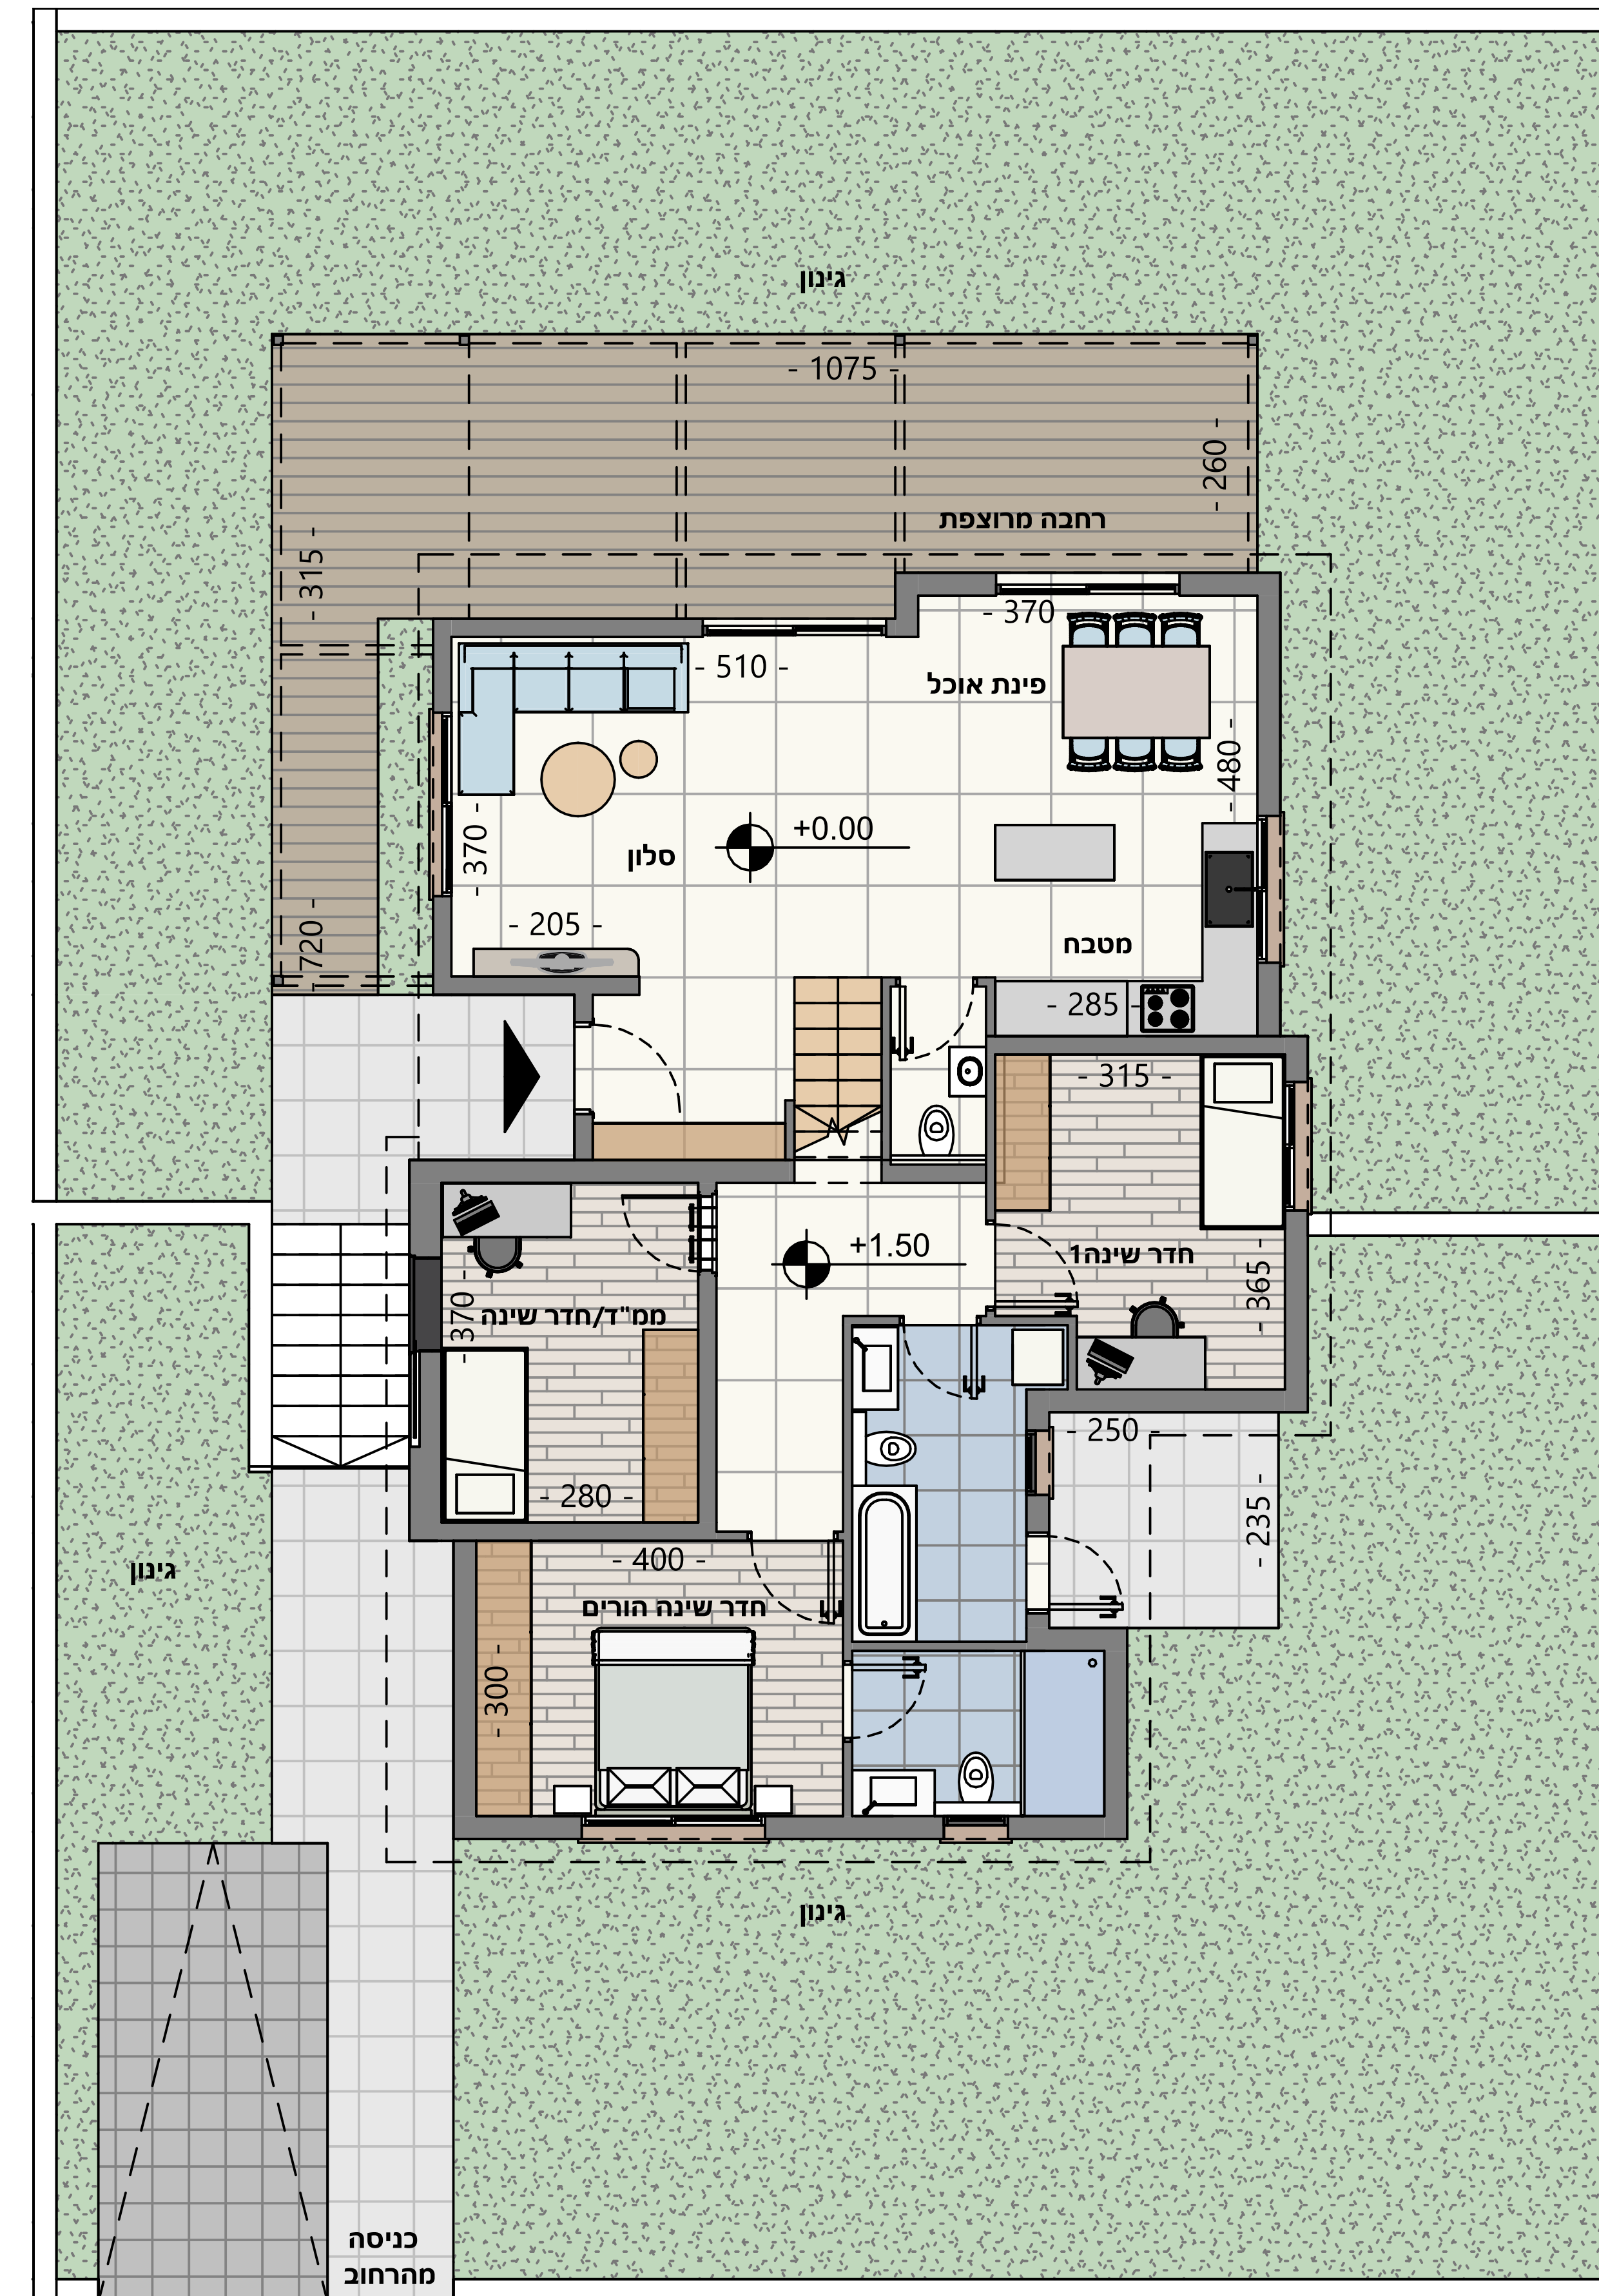 גינון
- 1075 -
- 260 -
רחבה מרוצפת
- 315 -
- 370
- 510 -
פינת אוכל
- 480 -
+0.00
סלון
- 370 -
- 205 -
מטבח
- 720 -
- 285 -
- 315 -
+1.50
חדר שינה1
- 365 -
ממ"ד/חדר שינה
- 370 -
- 280 -
- 250 -
- 235 -
גינון
- 400 -
חדר שינה הורים
- 300 -
גינון
כניסה
מהרחוב